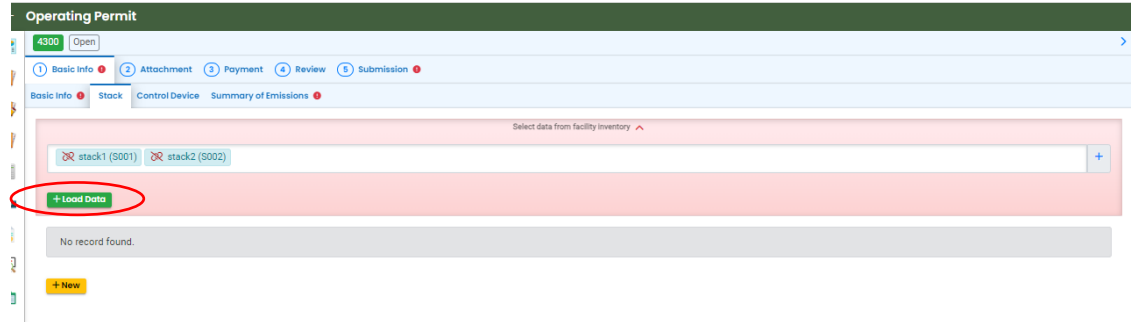 Operating Permit
4300 Open
1 Basic Info 2 Attachment 3 Payment 4 Review 5 Submission
Basic Info Stack Control Device Summary of Emissions
Select data from facility inventory
stack1 (S001) stack2 (S002) +
+ Load Data
No record found.
+ New